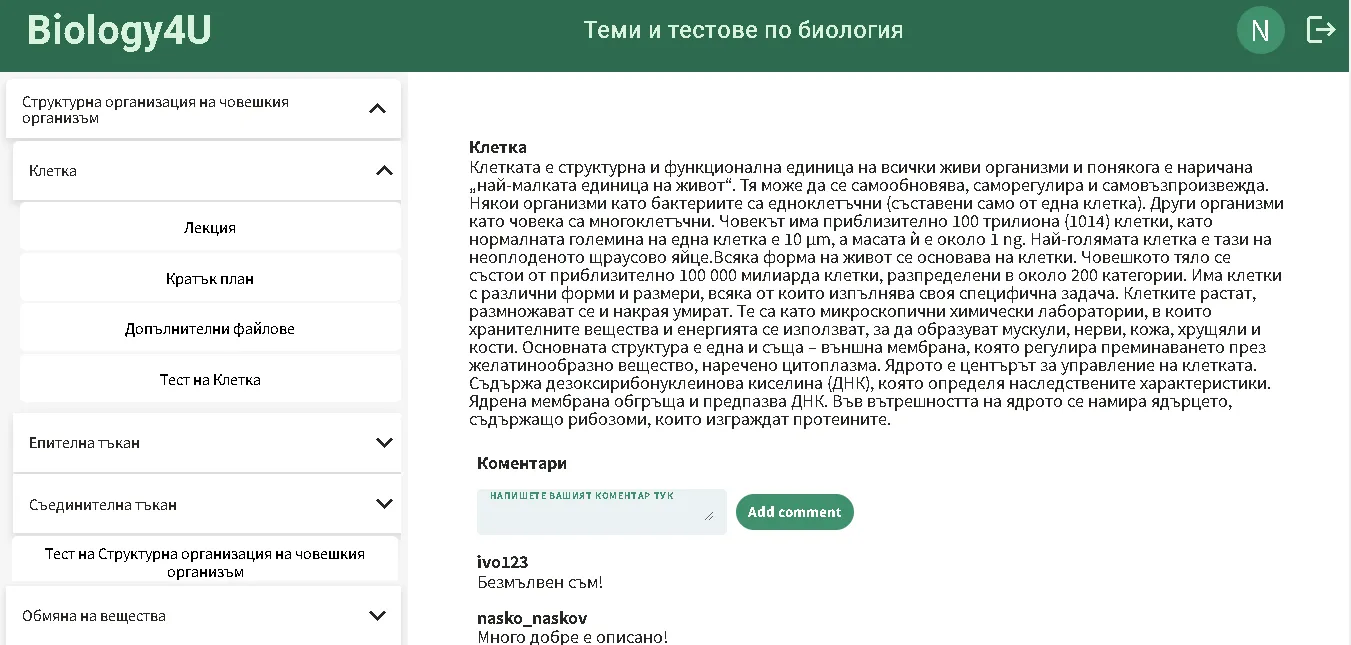 Biology4U
Теми и тестове по биология
N
Структурна организация на човешкия
организъм
Клетка
Лекция
Кратък план
Допълнителни файлове
Тест на Клетка
Епителна тъкан
Съединителна тъкан
Тест на Структурна организация на човешкия
организъм
Обмяна на вещества
Клетка
Клетката е структурна и функционална единица на всички живи организми и понякога е наричана
„най-малката единица на живот“. Тя може да се самообновява, саморегулира и самовъзпроизвежда.
Някои организми като бактериите са едноклетъчни (съставени само от една клетка). Други организми
като човека са многоклетъчни. Човекът има приблизително 100 трилиона (1014) клетки, като
нормалната големина на една клетка е 10 μm, а масата ѝ е около 1 ng. Най-голямата клетка е тази на
неоплоденото щраусово яйце.Всяка форма на живот се основава на клетки. Човешкото тяло се
състои от приблизително 100 000 милиарда клетки, разпределени в около 200 категории. Има клетки
с различни форми и размери, всяка от които изпълнява своя специфична задача. Клетките растат,
размножават се и накрая умират. Те са като микроскопични химически лаборатории, в които
хранителните вещества и енергията се използват, за да образуват мускули, нерви, кожа, хрущяли и
кости. Основната структура е една и съща – външна мембрана, която регулира преминаването през
желатинообразно вещество, наречено цитоплазма. Ядрото е центърът за управление на клетката.
Съдържа дезоксирибонуклеинова киселина (ДНК), която определя наследствените характеристики.
Ядрена мембрана обгръща и предпазва ДНК. Във вътрешността на ядрото се намира ядърцето,
съдържащо рибозоми, които изграждат протеините.
Коментари
НАПИШЕТЕ ВАШИЯТ КОМЕНТАР ТУК
Add comment
ivo123
Безмълвен съм!
nasko_naskov
Много добре е описано!